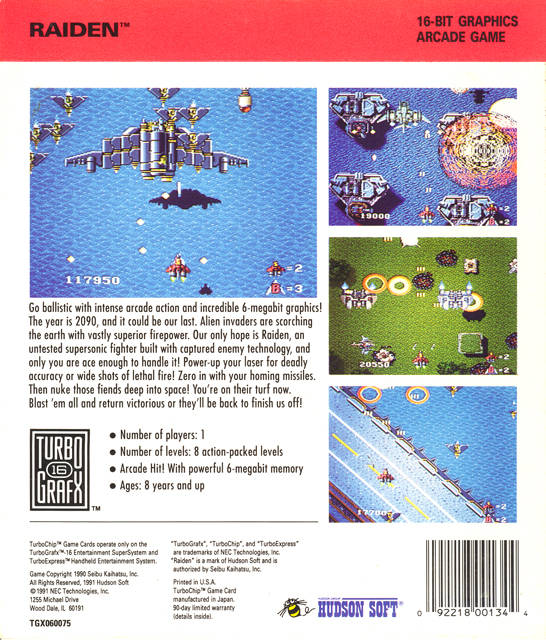 RAIDEN™
16-BIT GRAPHICS
ARCADE GAME
117950
=2
=3
19000
=2
=2
20550
=2
=2
Go ballistic with intense arcade action and incredible 6-megabit graphics!
The year is 2090, and it could be our last. Alien invaders are scorching
the earth with vastly superior firepower. Our only hope is Raiden, an
untested supersonic fighter built with captured enemy technology, and
only you are ace enough to handle it! Power-up your laser for deadly
accuracy or wide shots of lethal fire! Zero in with your homing missiles.
Then nuke those fiends deep into space! You're on their turf now.
Blast 'em all and return victorious or they'll be back to finish us off!
TURBO
16
GRAFX
™
• Number of players: 1
• Number of levels: 8 action-packed levels
• Arcade Hit! With powerful 6-megabit memory
• Ages: 8 years and up
=2
TurboChip™ Game Cards operate only on the
TurboGrafx™-16 Entertainment SuperSystem and
TurboExpress™ Handheld Entertainment System.
Game Copyright 1990 Seibu Kaihatsu, Inc.
All Rights Reserved, 1991 Hudson Soft
©1991 NEC Technologies, Inc.
1255 Michael Drive
Wood Dale, IL 60191
TGX060075
"TurboGrafx", "TurboChip", and "TurboExpress"
are trademarks of NEC Technologies, Inc.
"Raiden" is a mark of Hudson Soft and is
authorized by Seibu Kaihatsu, Inc.
Printed in U.S.A.
TurboChip™ Game Card
manufactured in Japan.
90-day limited warranty
(details inside).
HUDSON GROUP
HUDSON SOFT®
0 92218 00134 4